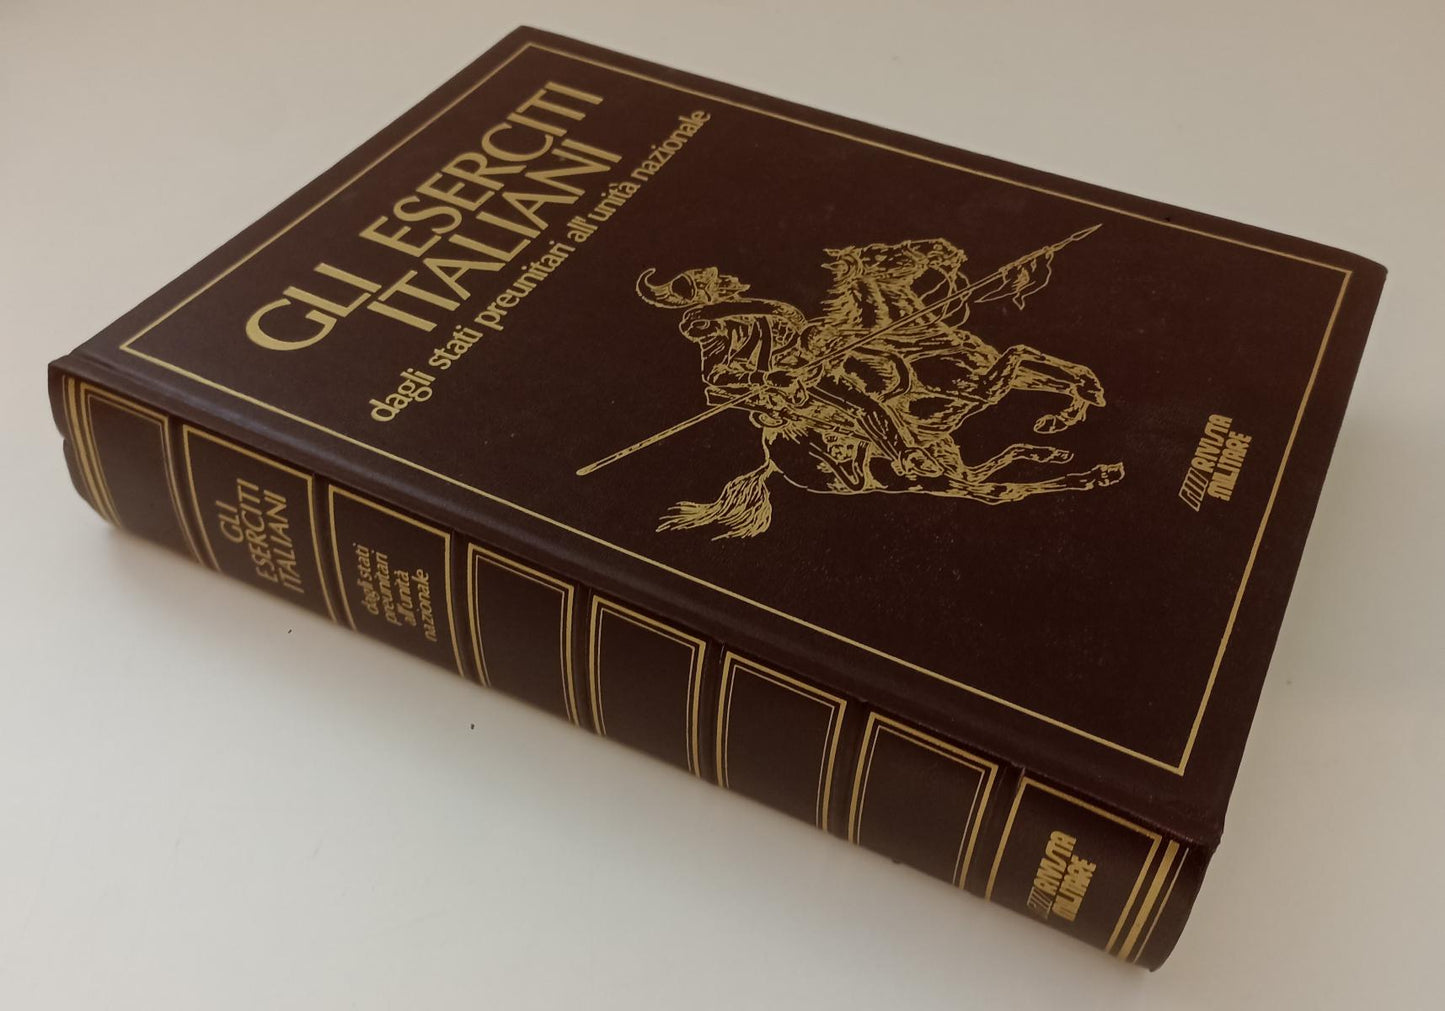 GLI ESERCITI
ITALIANI
dagli stati preunitari all'unità nazionale
RIVISTA
MILITARE
GLI
ESERCITI
ITALIANI
dagli stati
preunitari
all'unità
nazionale
RIVISTA
MILITARE